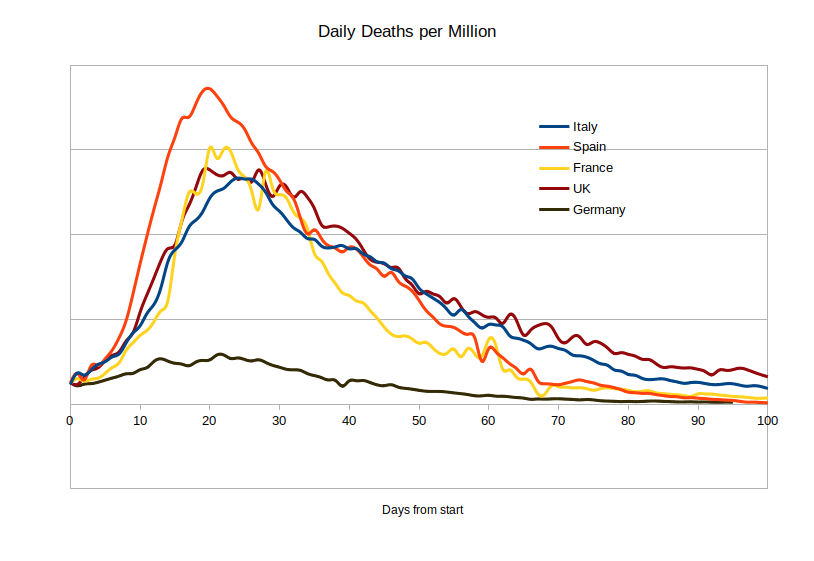 Daily Deaths per Million
Italy
Spain
France
UK
Germany
0 10 20 30 40 50 60 70 80 90 100
Days from start